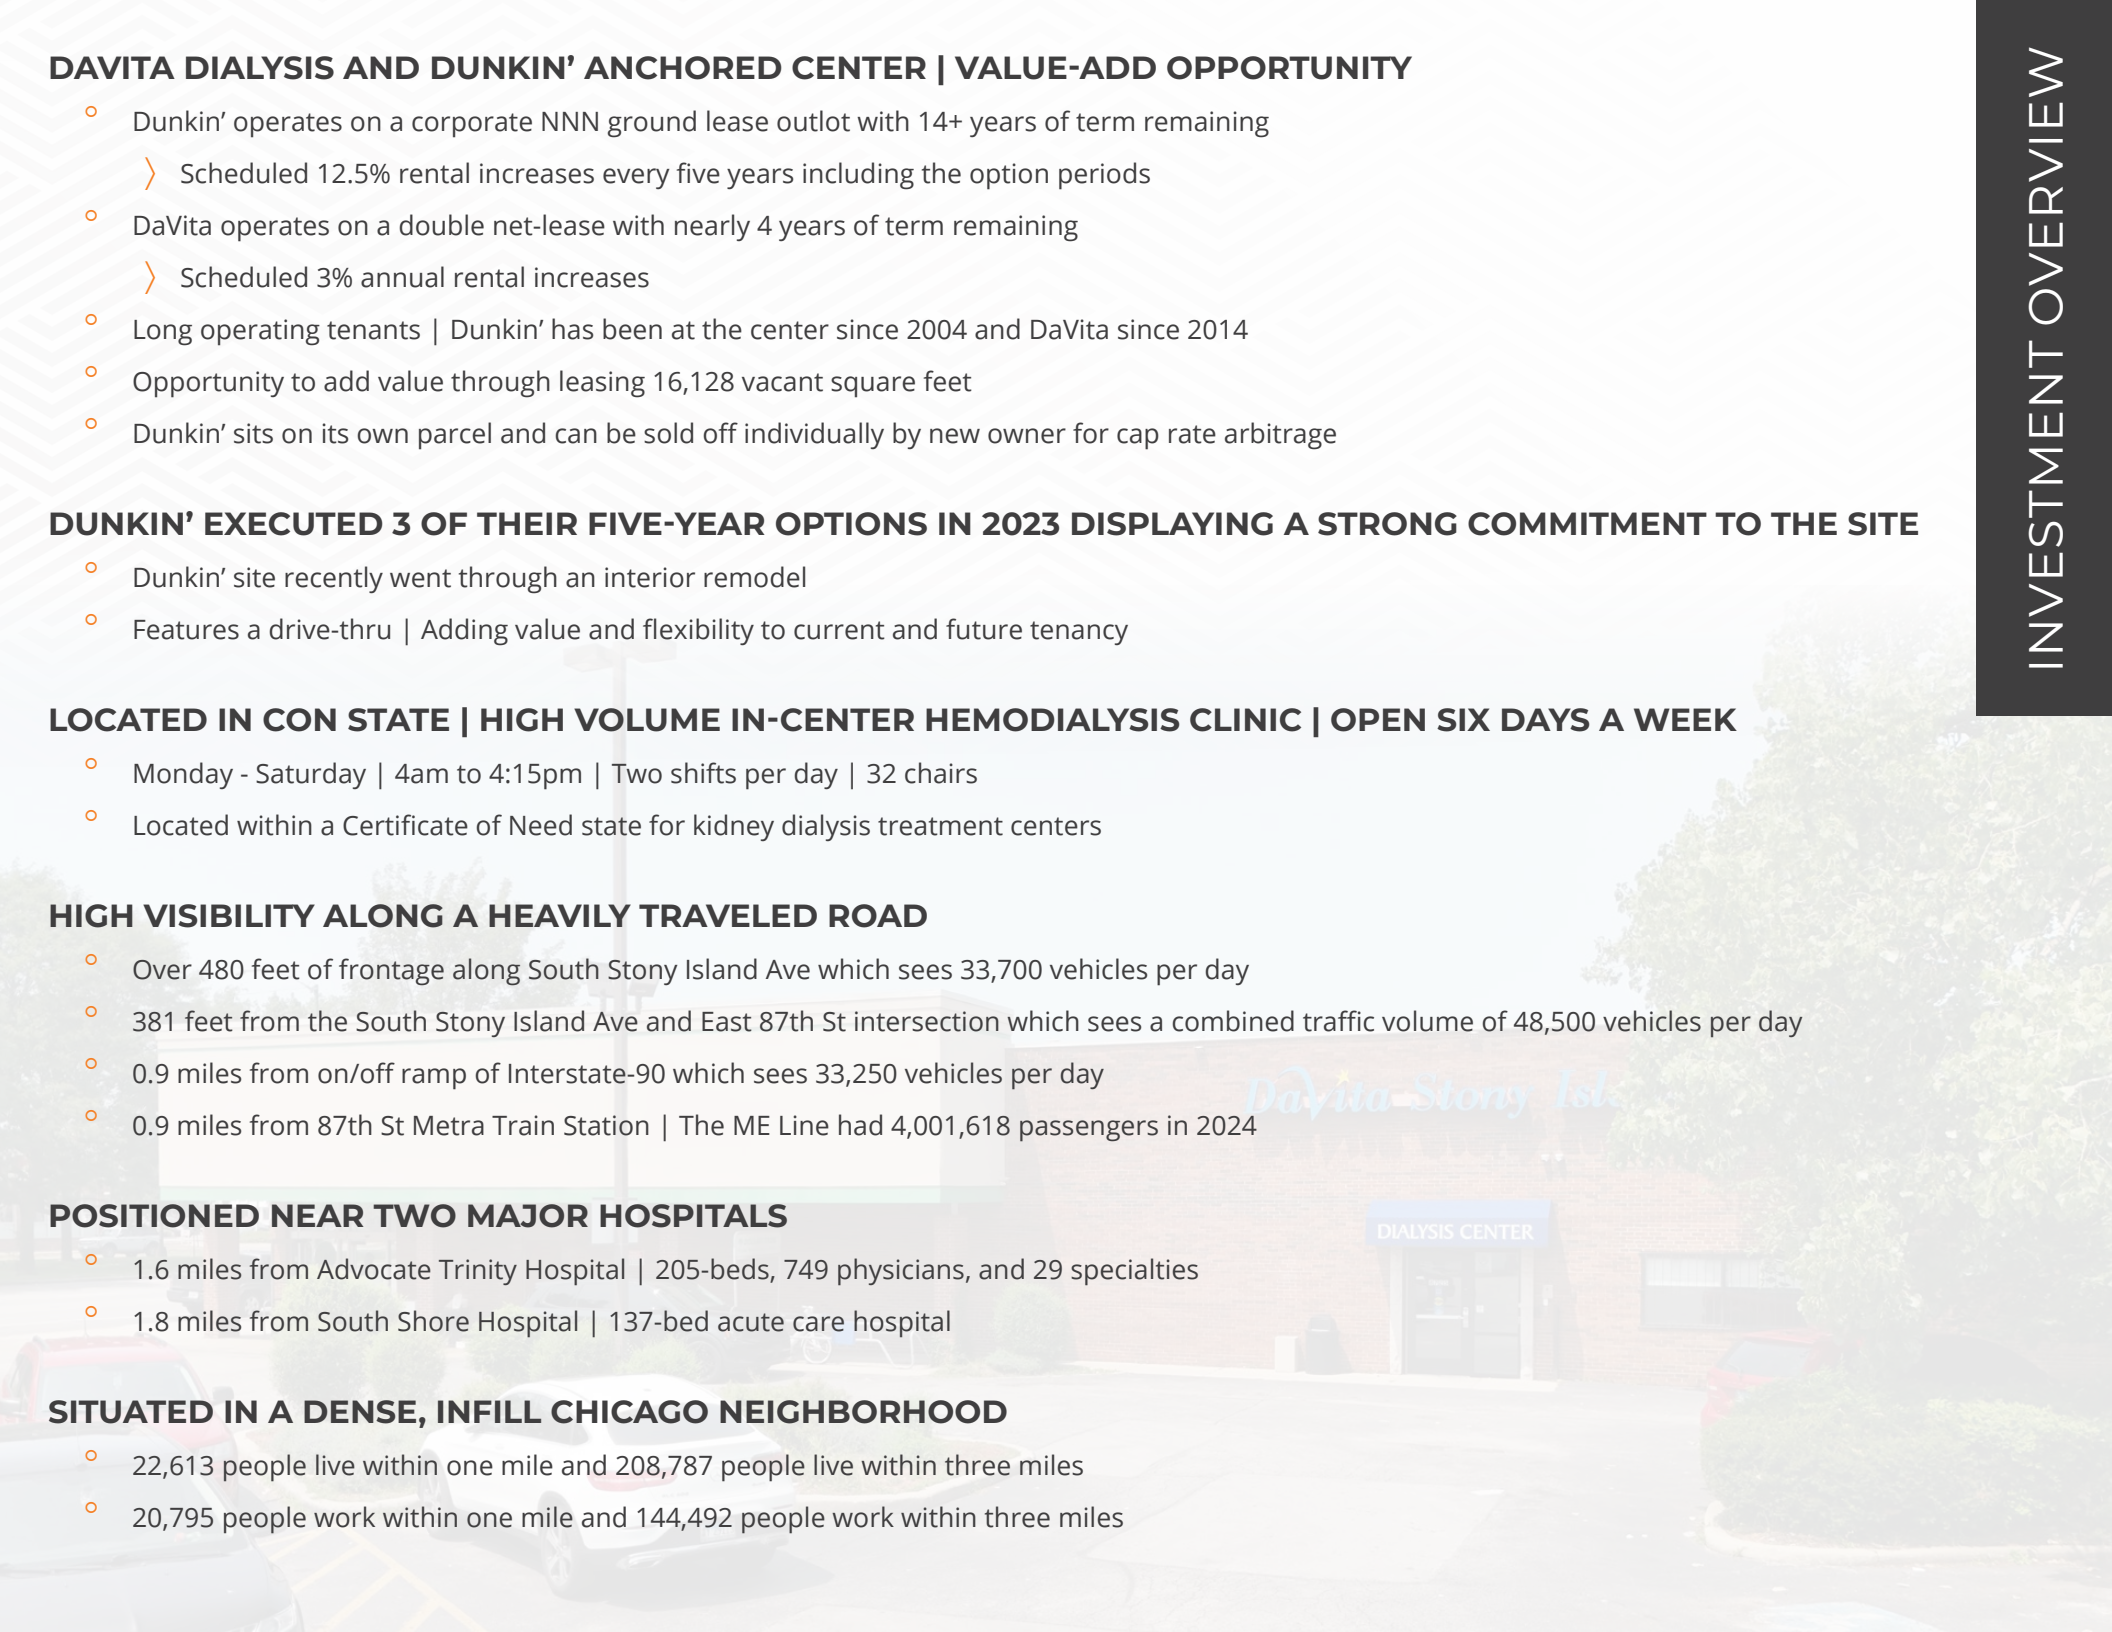 DAVITA DIALYSIS AND DUNKIN’ ANCHORED CENTER | VALUE-ADD OPPORTUNITY
Dunkin’ operates on a corporate NNN ground lease outlot with 14+ years of term remaining
Scheduled 12.5% rental increases every five years including the option periods
DaVita operates on a double net-lease with nearly 4 years of term remaining
Scheduled 3% annual rental increases
Long operating tenants | Dunkin’ has been at the center since 2004 and DaVita since 2014
Opportunity to add value through leasing 16,128 vacant square feet
Dunkin’ sits on its own parcel and can be sold off individually by new owner for cap rate arbitrage
DUNKIN’ EXECUTED 3 OF THEIR FIVE-YEAR OPTIONS IN 2023 DISPLAYING A STRONG COMMITMENT TO THE SITE
Dunkin’ site recently went through an interior remodel
Features a drive-thru | Adding value and flexibility to current and future tenancy
LOCATED IN CON STATE | HIGH VOLUME IN-CENTER HEMODIALYSIS CLINIC | OPEN SIX DAYS A WEEK
Monday - Saturday | 4am to 4:15pm | Two shifts per day | 32 chairs
Located within a Certificate of Need state for kidney dialysis treatment centers
HIGH VISIBILITY ALONG A HEAVILY TRAVELED ROAD
Over 480 feet of frontage along South Stony Island Ave which sees 33,700 vehicles per day
381 feet from the South Stony Island Ave and East 87th St intersection which sees a combined traffic volume of 48,500 vehicles per day
0.9 miles from on/off ramp of Interstate-90 which sees 33,250 vehicles per day
0.9 miles from 87th St Metra Train Station | The ME Line had 4,001,618 passengers in 2024
POSITIONED NEAR TWO MAJOR HOSPITALS
1.6 miles from Advocate Trinity Hospital | 205-beds, 749 physicians, and 29 specialties
1.8 miles from South Shore Hospital | 137-bed acute care hospital
SITUATED IN A DENSE, INFILL CHICAGO NEIGHBORHOOD
22,613 people live within one mile and 208,787 people live within three miles
20,795 people work within one mile and 144,492 people work within three miles
INVESTMENT OVERVIEW
DaVita Stony
DIALYSIS CENTER